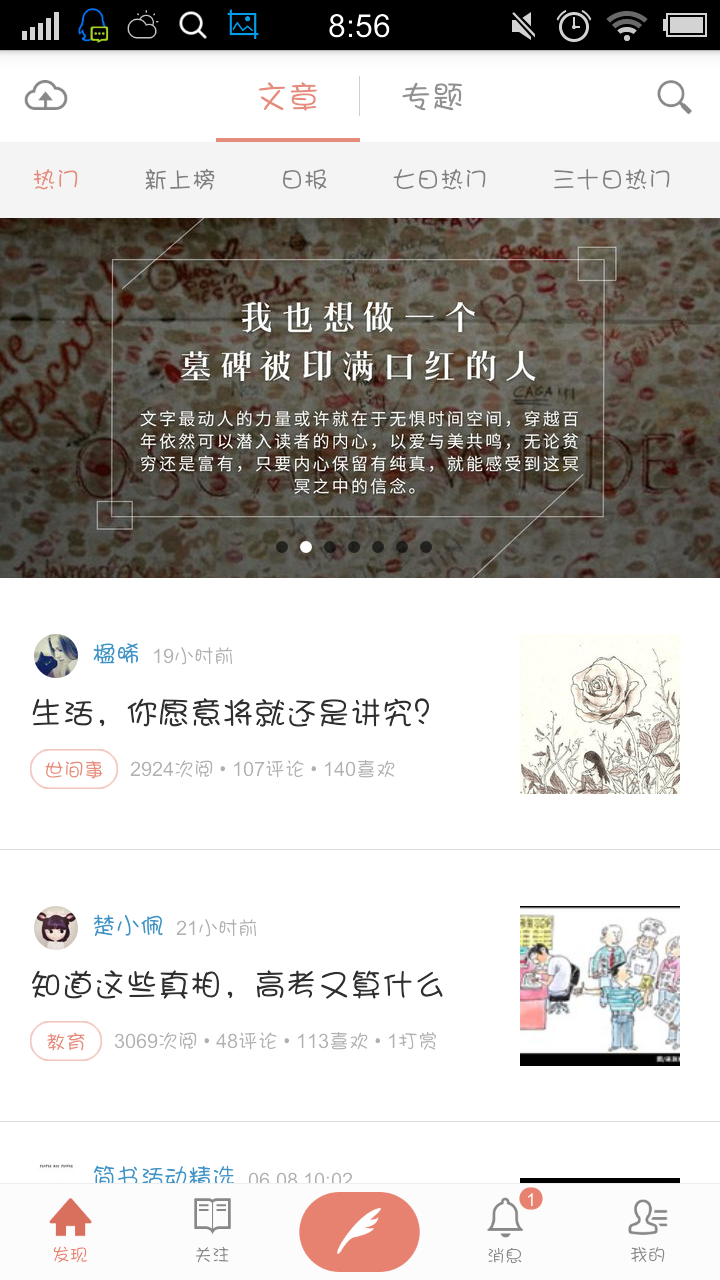 8:56
文章 专题
热门 新上榜 日报 七日热门 三十日热门
我也想做一个
墓碑被印满口红的人
文字最动人的力量或许就在于无惧时间空间，穿越百
年依然可以潜入读者的内心，以爱与美共鸣，无论贫
穷还是富有，只要内心保留有纯真，就能感受到这冥
冥之中的信念。
楹晞 19小时前
生活，你愿意将就还是讲究？
世间事 2924次阅 • 107评论 • 140喜欢
楚小佩 21小时前
知道这些真相，高考又算什么
教育 3069次阅 • 48评论 • 113喜欢 • 1打赏
简书活动精选 06.08 10:02
1
发现 关注 消息 我的